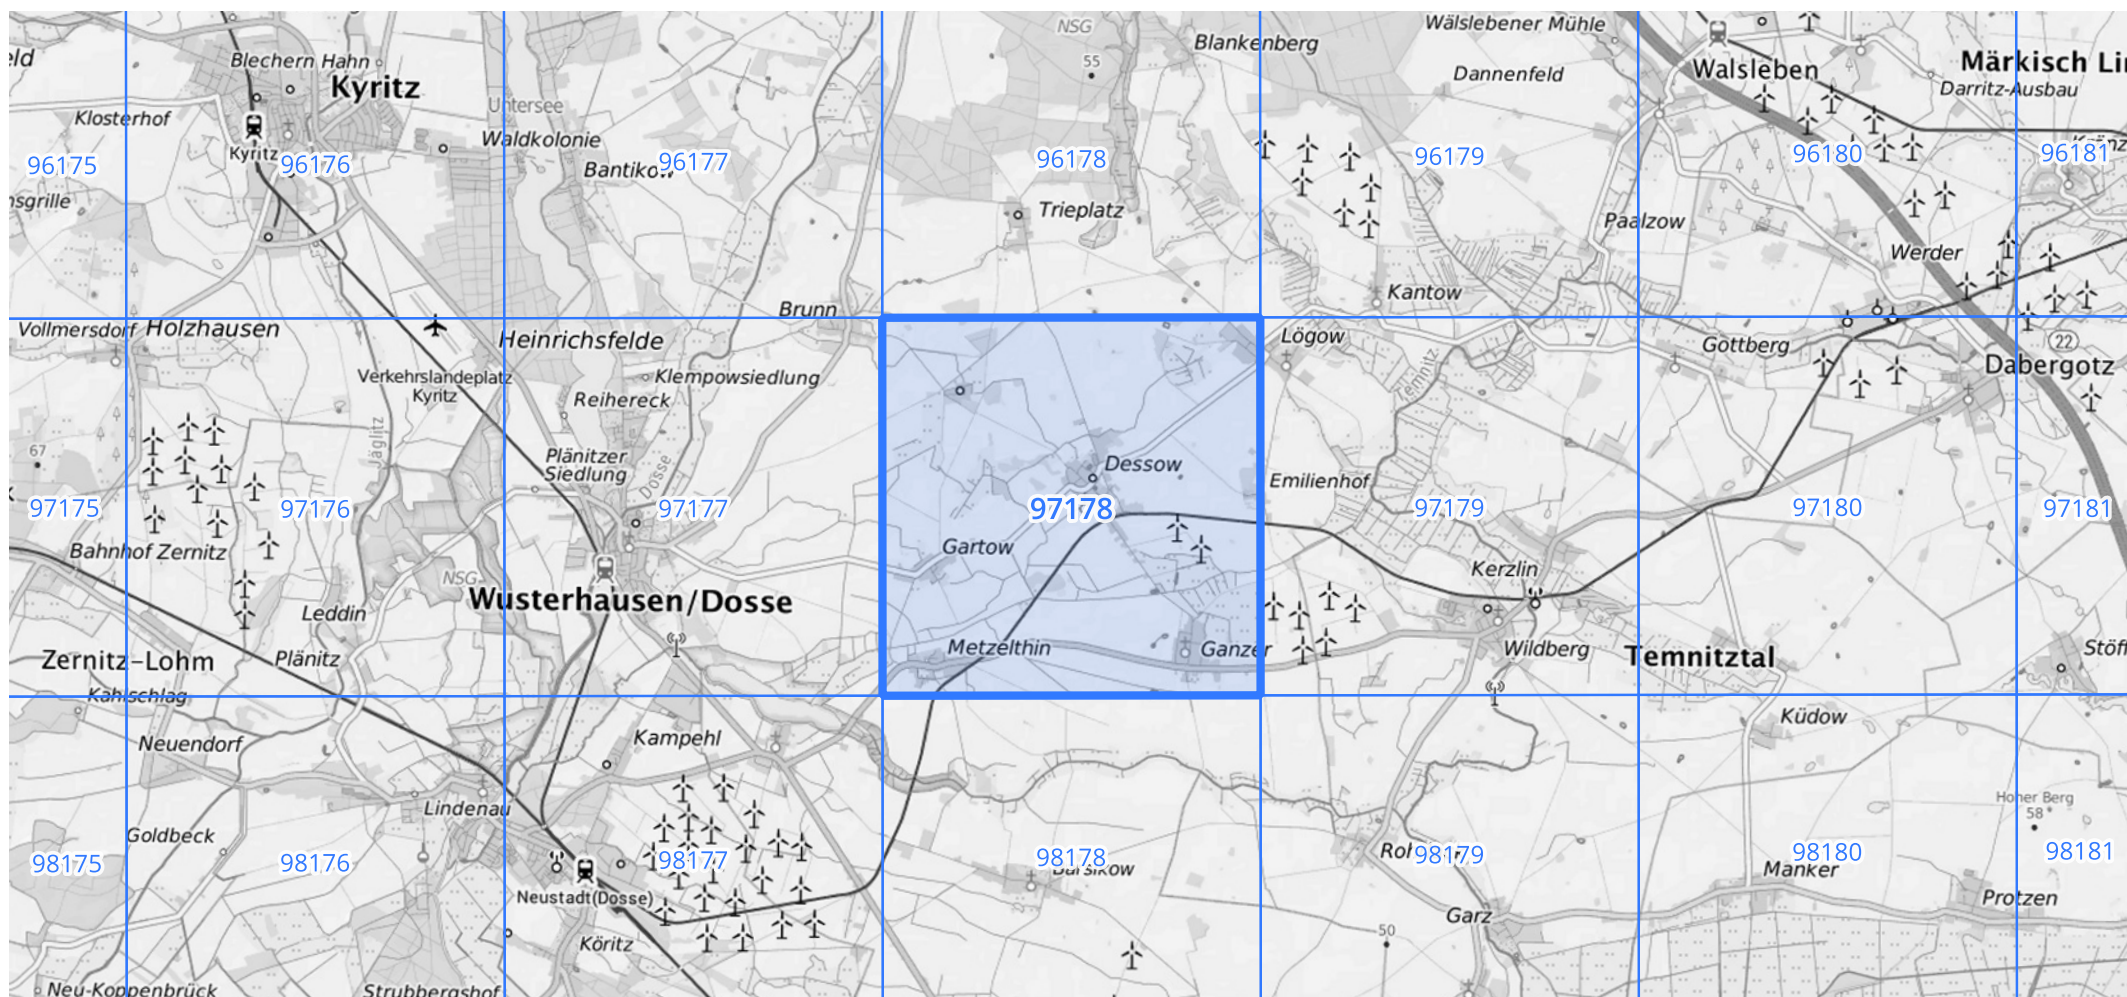 NSG
Wälslebener Mühle
Blankenberg
Blechern Hahn
Kyritz
55
Dannenfeld
Walsleben
Märkisch Li
Darritz-Ausbau
Klosterhof
Untersee
Waldkolonie
Kyritz
96175
96176
Bantikow
96177
96178
96179
96180
96181
nsgrille
Trieplatz
Paalzow
Werder
Kantow
Brunn
Vollmersdorf
Holzhausen
Heinrichsfelde
Lögow
Gottberg
22
Dabergotz
Verkehrslandeplatz
Kyritz
Klempowsiedlung
Reihereck
Temnitz
Jäglitz
67
Plänitzer
Siedlung
Dosse
Dessow
Emilienhof
97175
97176
97177
97178
97179
97180
97181
Bahnhof Zernitz
Gartow
NSG
Kerzlin
Wusterhausen/Dosse
Leddin
Zernitz-Lohm
Plänitz
Metzelthin
Ganzer
Wildberg
Temnitztal
Stöff
Kahlschlag
Neuendorf
Kampehl
Küdow
Lindenau
Hoher Berg
58
Goldbeck
98175
98176
98177
98178
Barsikow
98179
98180
98181
Manker
Neustadt(Dosse)
Protzen
Garz
Köritz
50
Neu-Koppenbrück
Strubbergshof